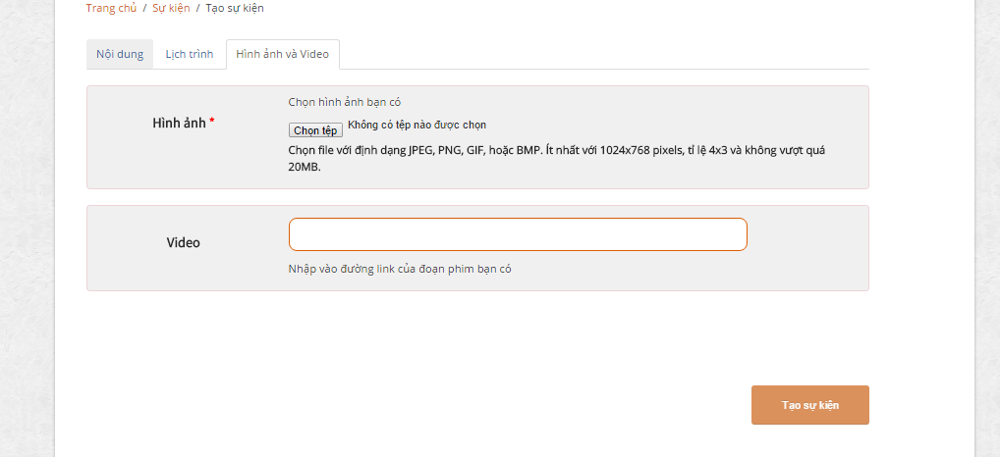 Trang chủ / Sự kiện / Tạo sự kiện
Nội dung Lịch trình Hình ảnh và Video
Chọn hình ảnh bạn có
Hình ảnh *
Chọn tệp Không có tệp nào được chọn
Chọn file với định dạng JPEG, PNG, GIF, hoặc BMP. Ít nhất với 1024x768 pixels, tỉ lệ 4x3 và không vượt quá
20MB.
Video
Nhập vào đường link của đoạn phim bạn có
Tạo sự kiện